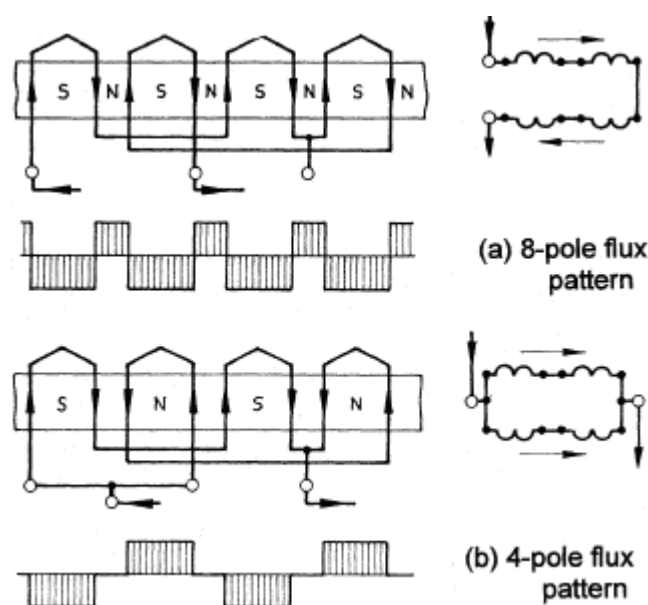 S N S N S N S N
(a) 8-pole flux
pattern
S N S N
(b) 4-pole flux
pattern